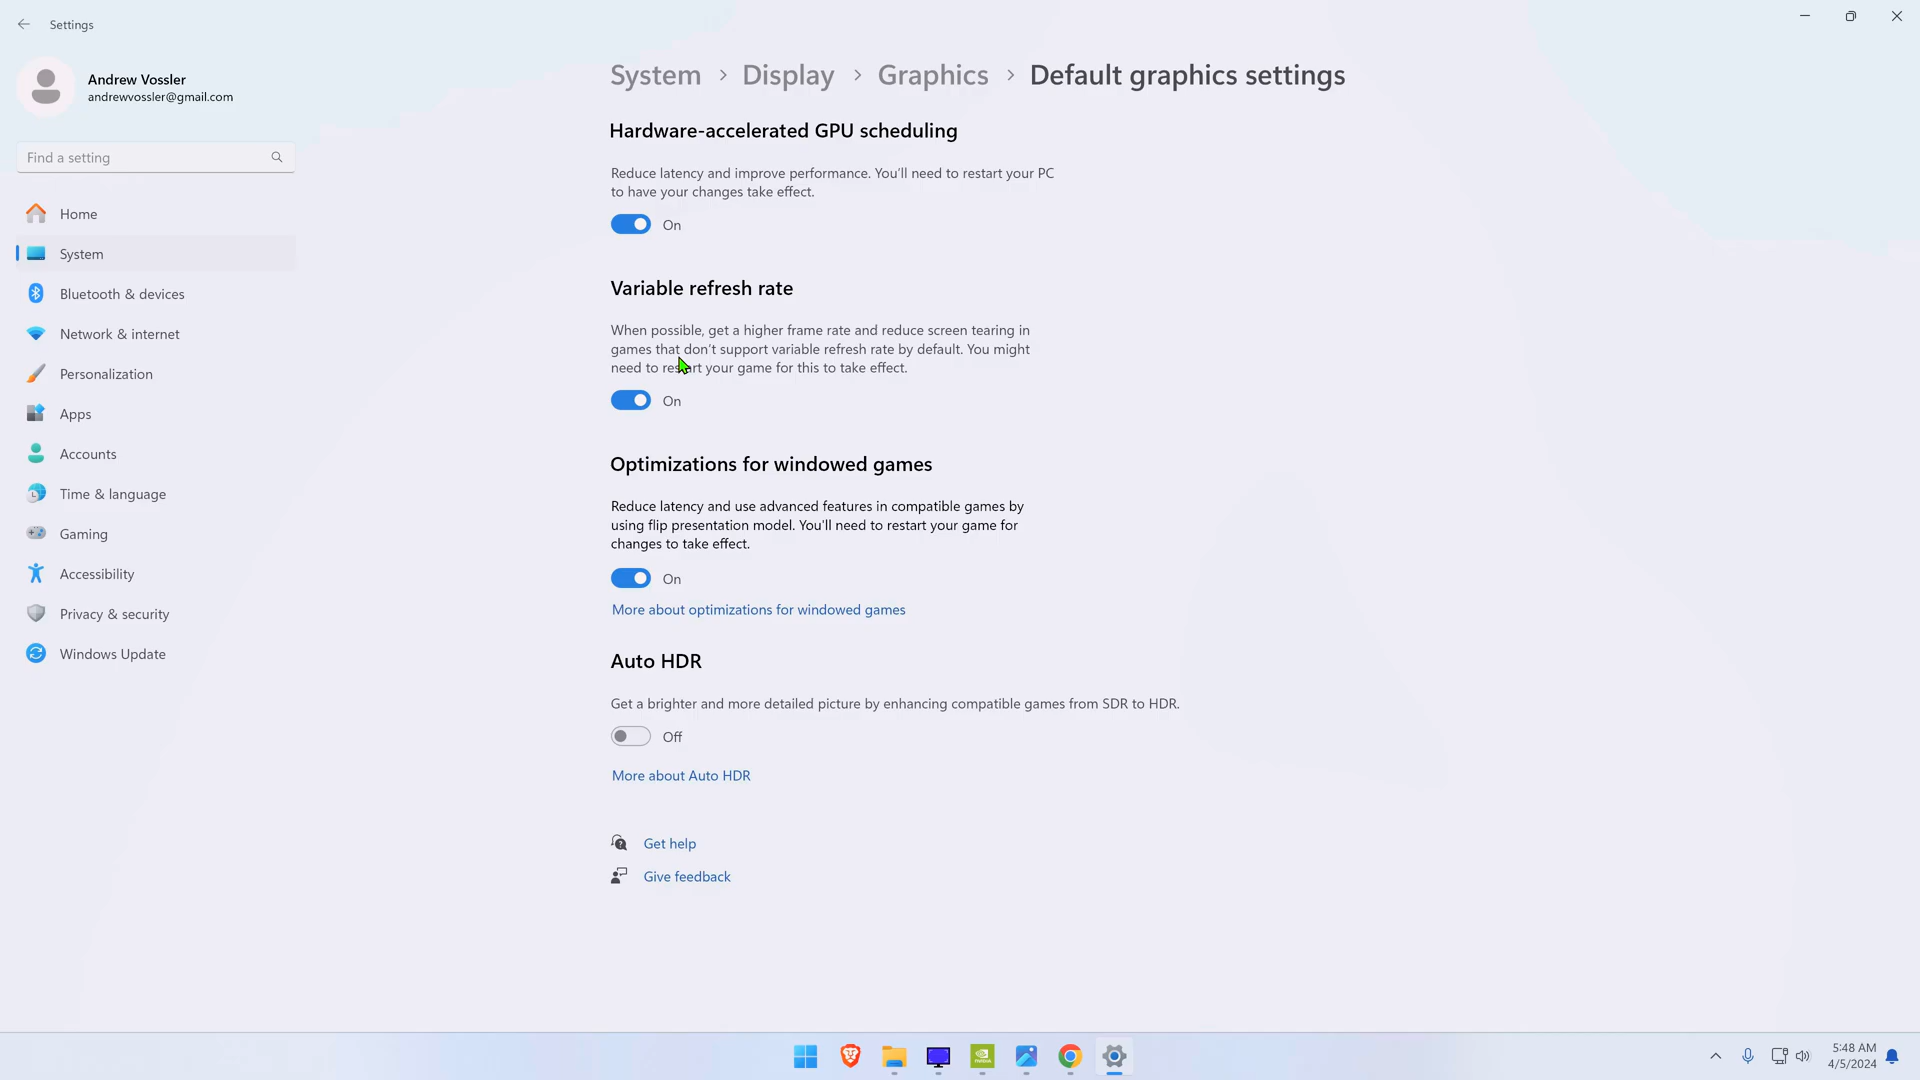 Settings
Andrew Vossler
andrewvossler@gmail.com
Find a setting
Home
System
Bluetooth & devices
Network & internet
Personalization
Apps
Accounts
Time & language
Gaming
Accessibility
Privacy & security
Windows Update
System > Display > Graphics > Default graphics settings
Hardware-accelerated GPU scheduling
Reduce latency and improve performance. You'll need to restart your PC
to have your changes take effect.
On
Variable refresh rate
When possible, get a higher frame rate and reduce screen tearing in
games that don't support variable refresh rate by default. You might
need to restart your game for this to take effect.
On
Optimizations for windowed games
Reduce latency and use advanced features in compatible games by
using flip presentation model. You'll need to restart your game for
changes to take effect.
On
More about optimizations for windowed games
Auto HDR
Get a brighter and more detailed picture by enhancing compatible games from SDR to HDR.
Off
More about Auto HDR
Get help
Give feedback
5:48 AM
4/5/2024